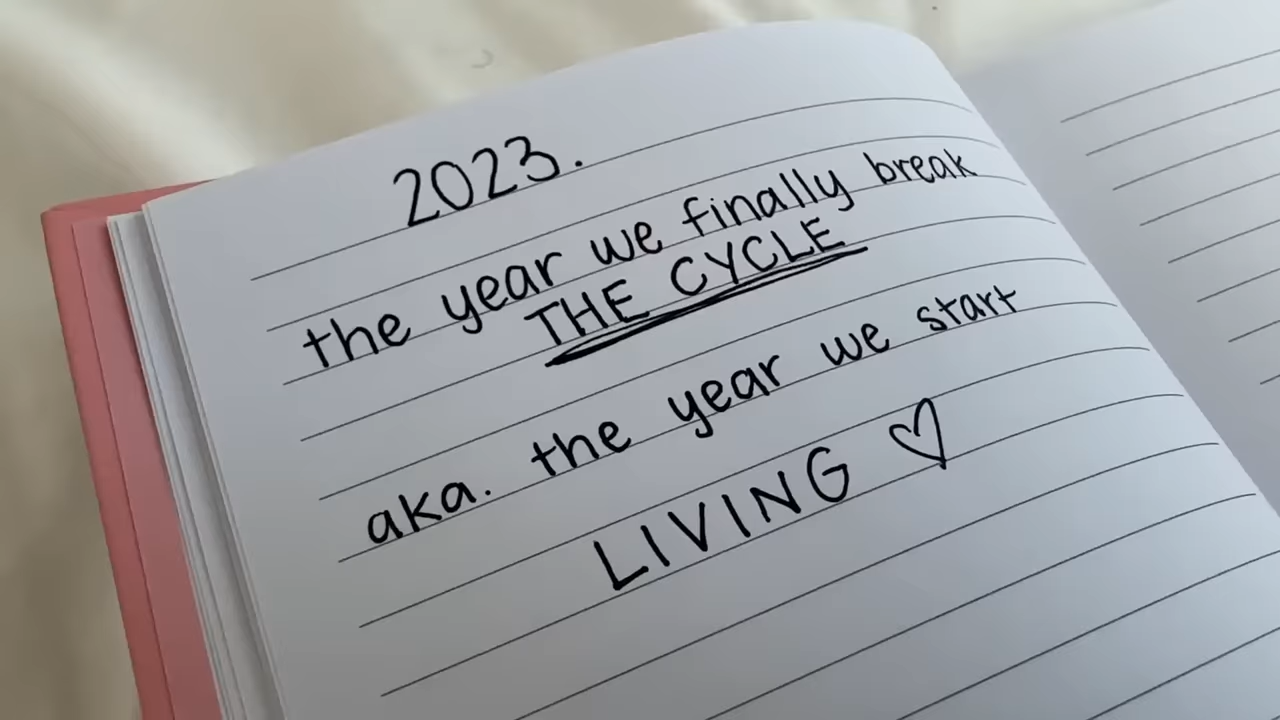 2023.
the year we finally break
THE CYCLE
aka. the year we start
LIVING ♡